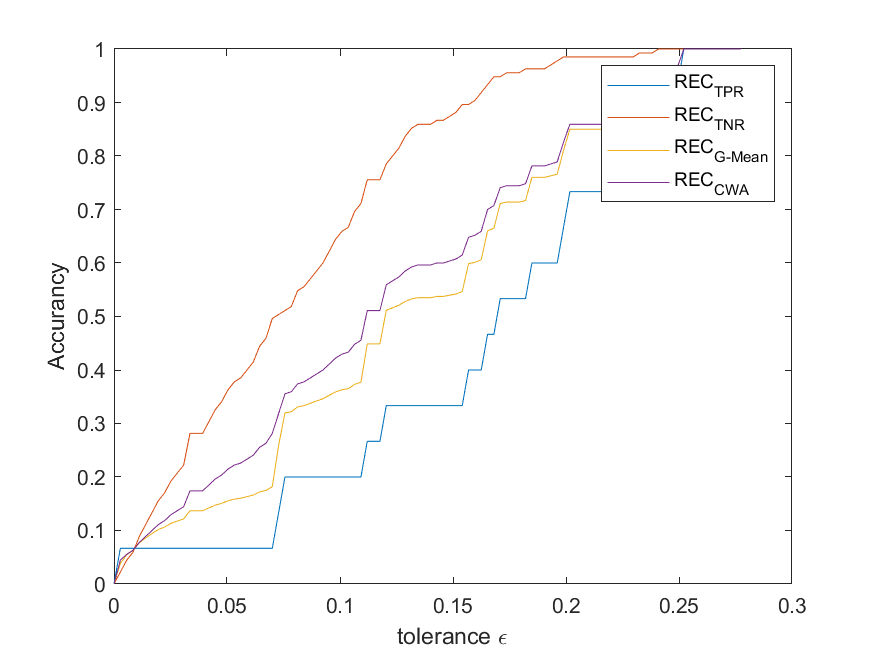 1
0.9
0.8
0.7
0.6
0.5
0.4
0.3
0.2
0.1
0
Accurancy
0 0.05 0.1 0.15 0.2 0.25 0.3
tolerance ϵ
REC_TPR
REC_TNR
REC_G-Mean
REC_CWA